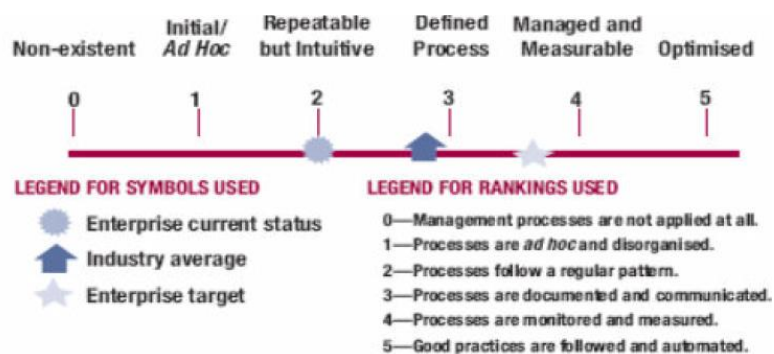 Non-existent
Initial/
Ad Hoc
Repeatable
but Intuitive
Defined
Process
Managed and
Measurable
Optimised
0 1 2 3 4 5
LEGEND FOR SYMBOLS USED
Enterprise current status
Industry average
Enterprise target
LEGEND FOR RANKINGS USED
0—Management processes are not applied at all.
1—Processes are ad hoc and disorganised.
2—Processes follow a regular pattern.
3—Processes are documented and communicated.
4—Processes are monitored and measured.
5—Good practices are followed and automated.